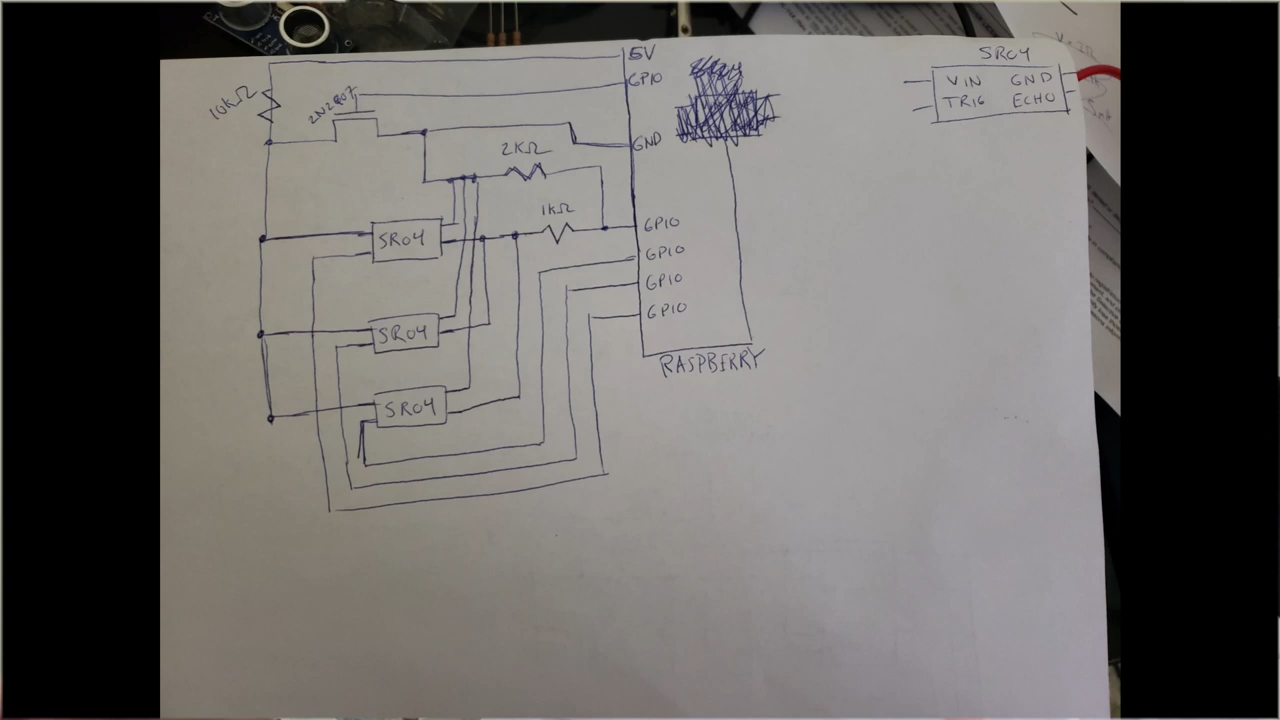 5V
GPIO
10KΩ
GND
2KΩ
1KΩ
GPIO
GPIO
GPIO
GPIO
SR04
SR04
SR04
RASPBERRY
SR04
VIN GND
TRIG ECHO